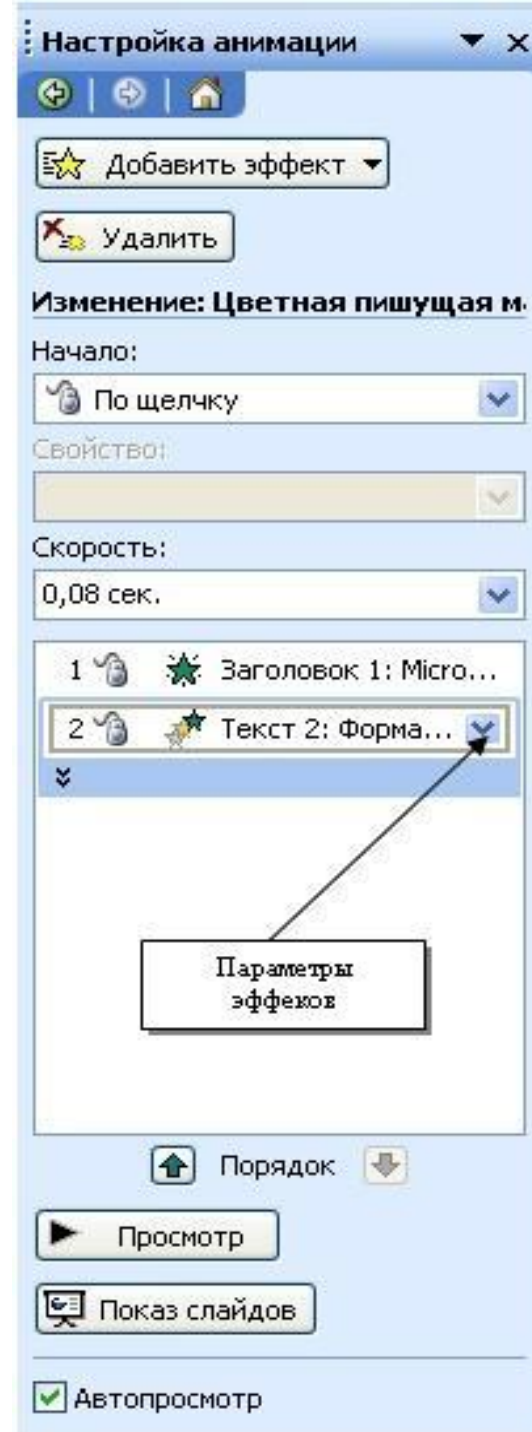 Настройка анимации
Добавить эффект
Удалить
Изменение: Цветная пишущая м
Начало:
По щелчку
Свойство:
Скорость:
0,08 сек.
1 Заголовок 1: Micro...
2 Текст 2: Форма...
Параметры
эффеков
Порядок
Просмотр
Показ слайдов
Автопросмотр